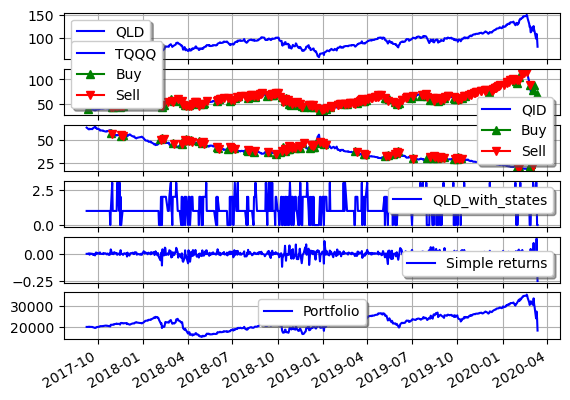 150
100
QLD
100
50
TQQQ
Buy
Sell
50
25
QID
Buy
Sell
2.5
0.0
QLD_with_states
0.00
−0.25
Simple returns
30000
20000
Portfolio
2017-10
2018-01
2018-04
2018-07
2018-10
2019-01
2019-04
2019-07
2019-10
2020-01
2020-04